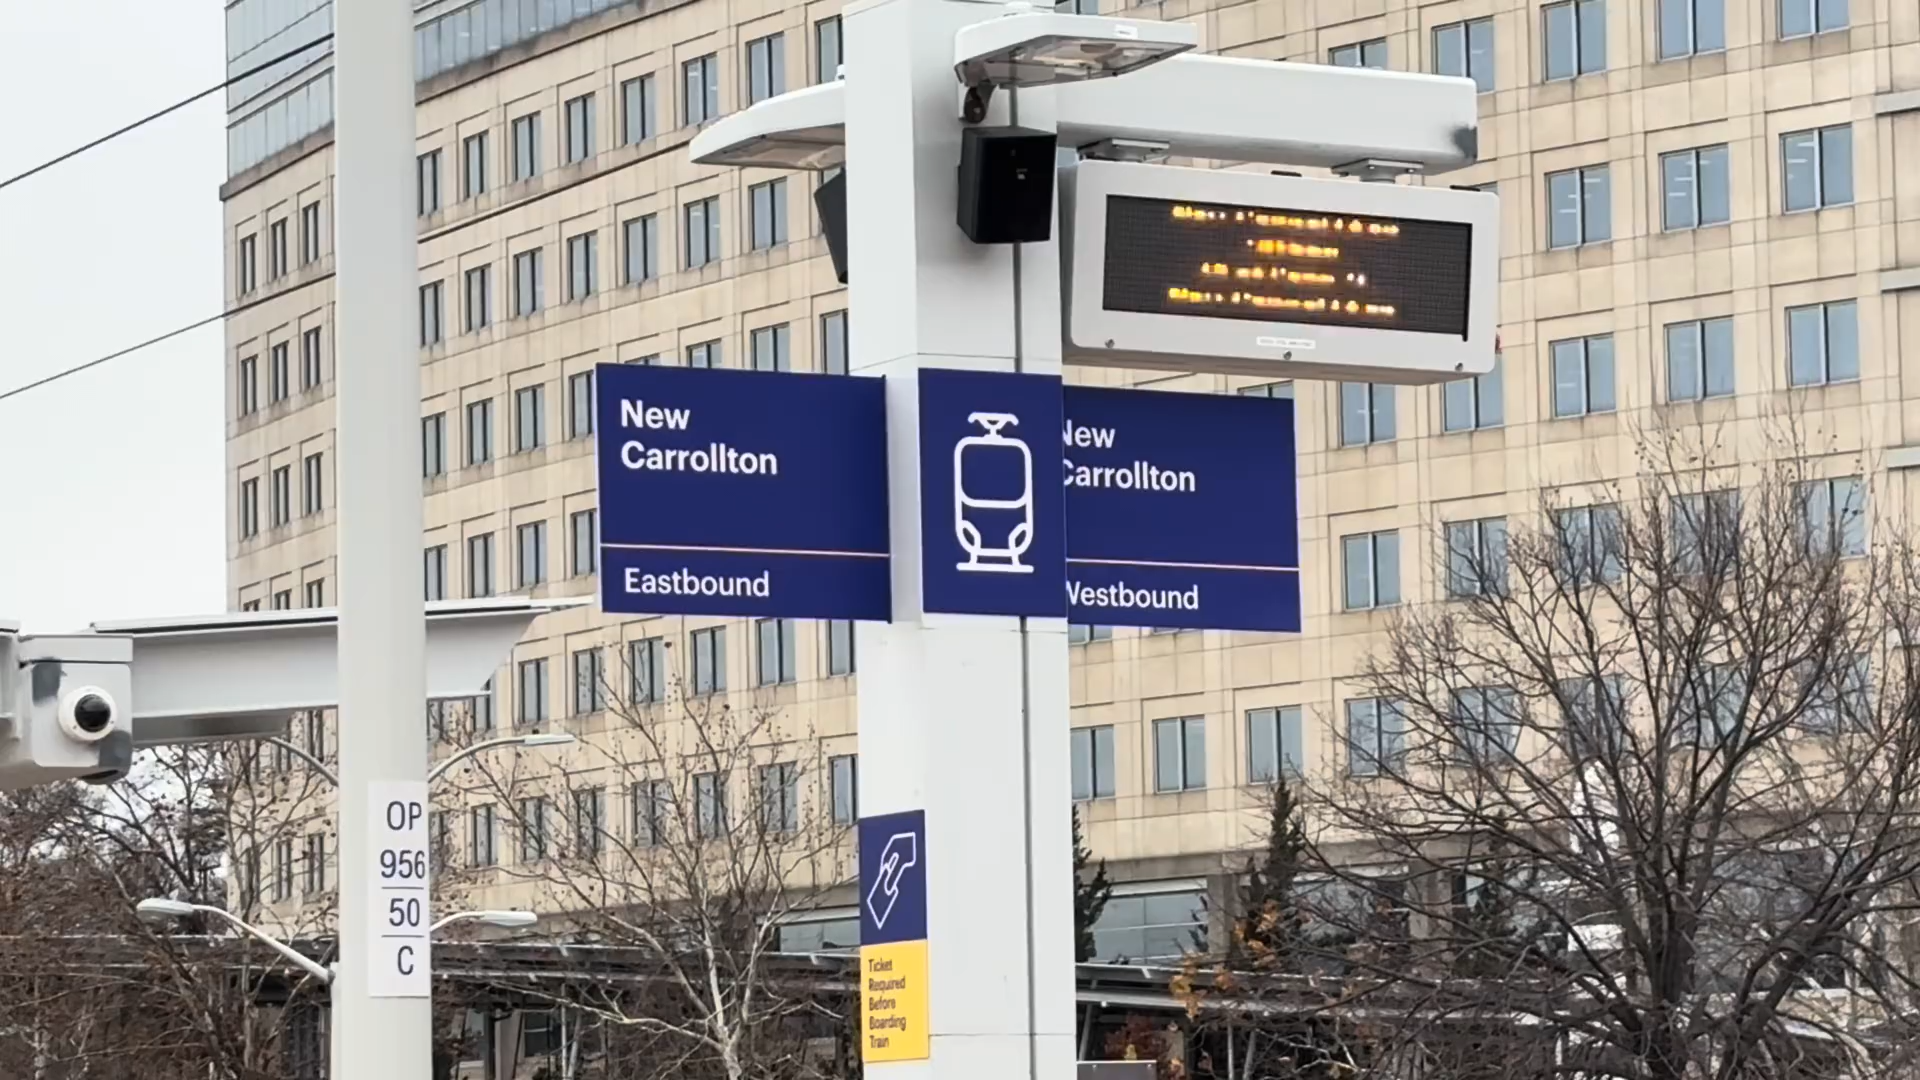 New
Carrollton
Eastbound
New
Carrollton
Westbound
OP
956
50
C
Ticket
Required
Before
Boarding
Train